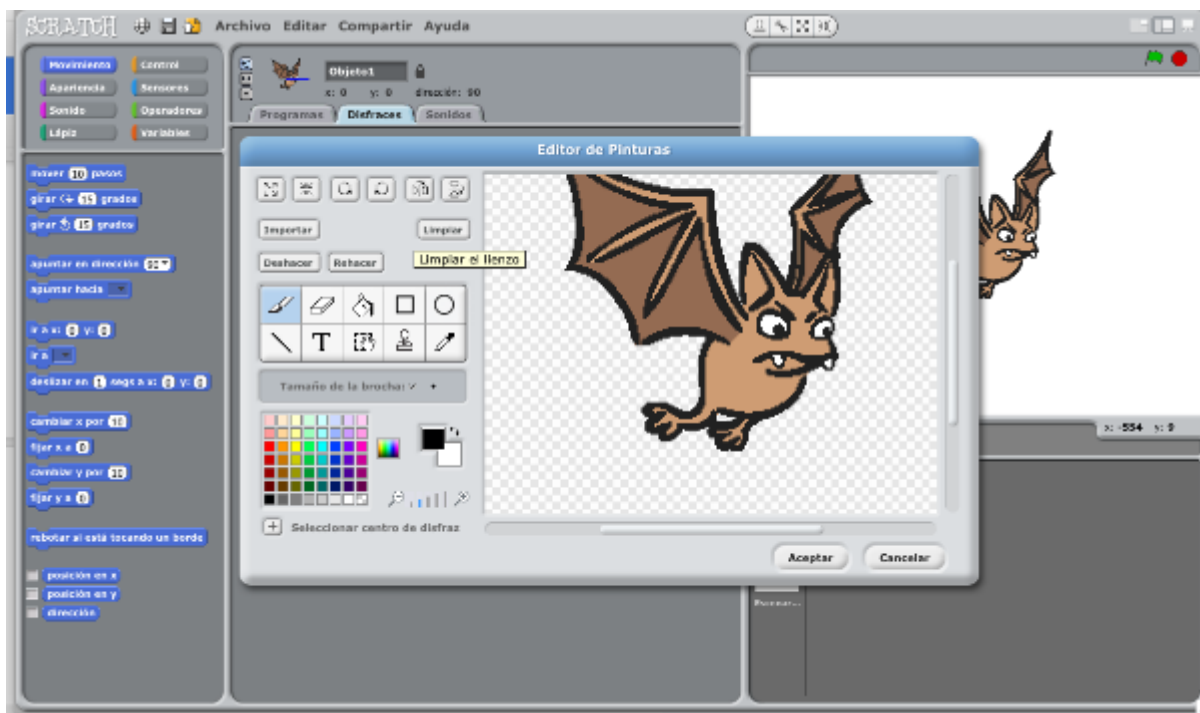 SCRATCH Archivo Editar Compartir Ayuda
Movimiento Control
Apariencia Sensores
Sonido Operadores
Lápiz Variables
mover 10 pasos
girar 15 grados
girar 15 grados
apuntar en dirección 90
apuntar hacia
ir a x: 0 y: 0
ir a
deslizar en 1 segs a x: 0 y: 0
cambiar x por 10
fijar x a 0
cambiar y por 10
fijar y a 0
rebotar si está tocando un borde
posición en x
posición en y
dirección
Objeto1
x: 0 y: 0 dirección: 90
Programas Disfraces Sonidos
Editor de Pinturas
Importar Limpiar
Deshacer Rehacer
Limpiar el lienzo
T
Tamaño de la brocha:
Seleccionar centro de disfraz
Aceptar Cancelar
x: -554 y: 9